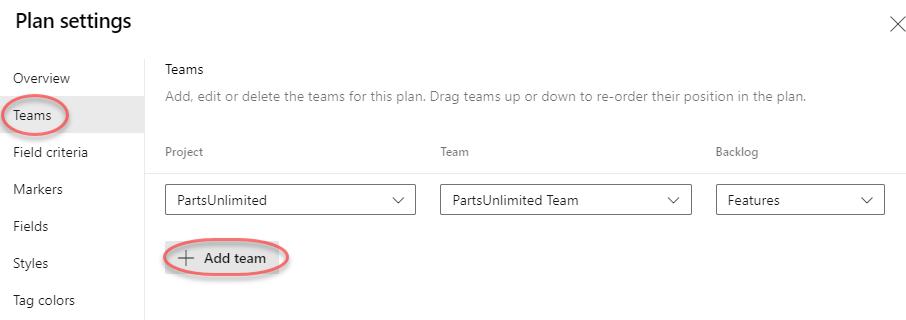 Plan settings
Overview
Teams
Field criteria
Markers
Fields
Styles
Tag colors
Teams
Add, edit or delete the teams for this plan. Drag teams up or down to re-order their position in the plan.
Project Team Backlog
PartsUnlimited PartsUnlimited Team Features
Add team